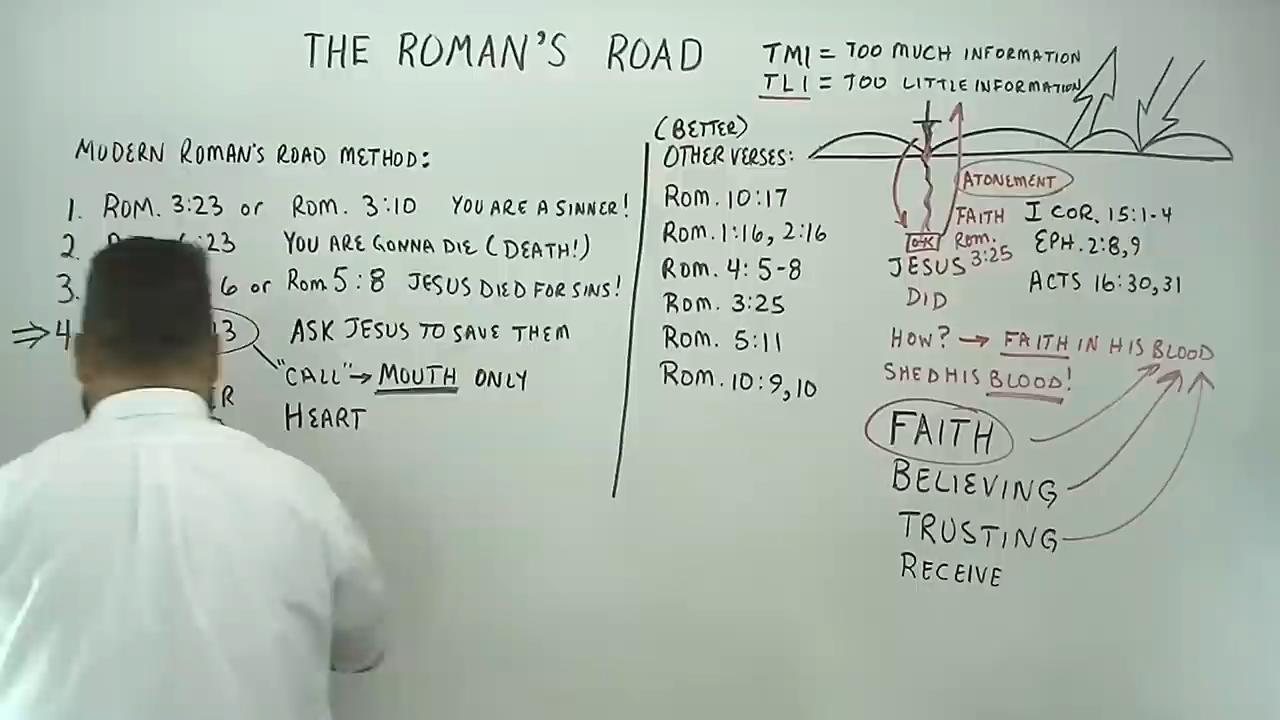 THE ROMAN'S ROAD
TMI = TOO MUCH INFORMATION
TLI = TOO LITTLE INFORMATION
MODERN ROMAN'S ROAD METHOD:
1. ROM. 3:23 or ROM. 3:10 YOU ARE A SINNER!
2. :23 YOU ARE GONNA DIE (DEATH!)
3. 6 or Rom 5:8 JESUS DIED FOR SINS!
⇒ 4 3 ASK JESUS TO SAVE THEM
"CALL" → MOUTH ONLY
R HEART
(BETTER)
OTHER VERSES:
Rom. 10:17
Rom. 1:16, 2:16
Rom. 4:5-8
Rom. 3:25
Rom. 5:11
Rom. 10:9,10
ATONEMENT
FAITH
Rom.
3:25
I COR. 15:1-4
EPH. 2:8,9
ACTS 16:30,31
JESUS
DID
HOW? → FAITH IN HIS BLOOD
SHED HIS BLOOD!
FAITH
BELIEVING
TRUSTING
RECEIVE